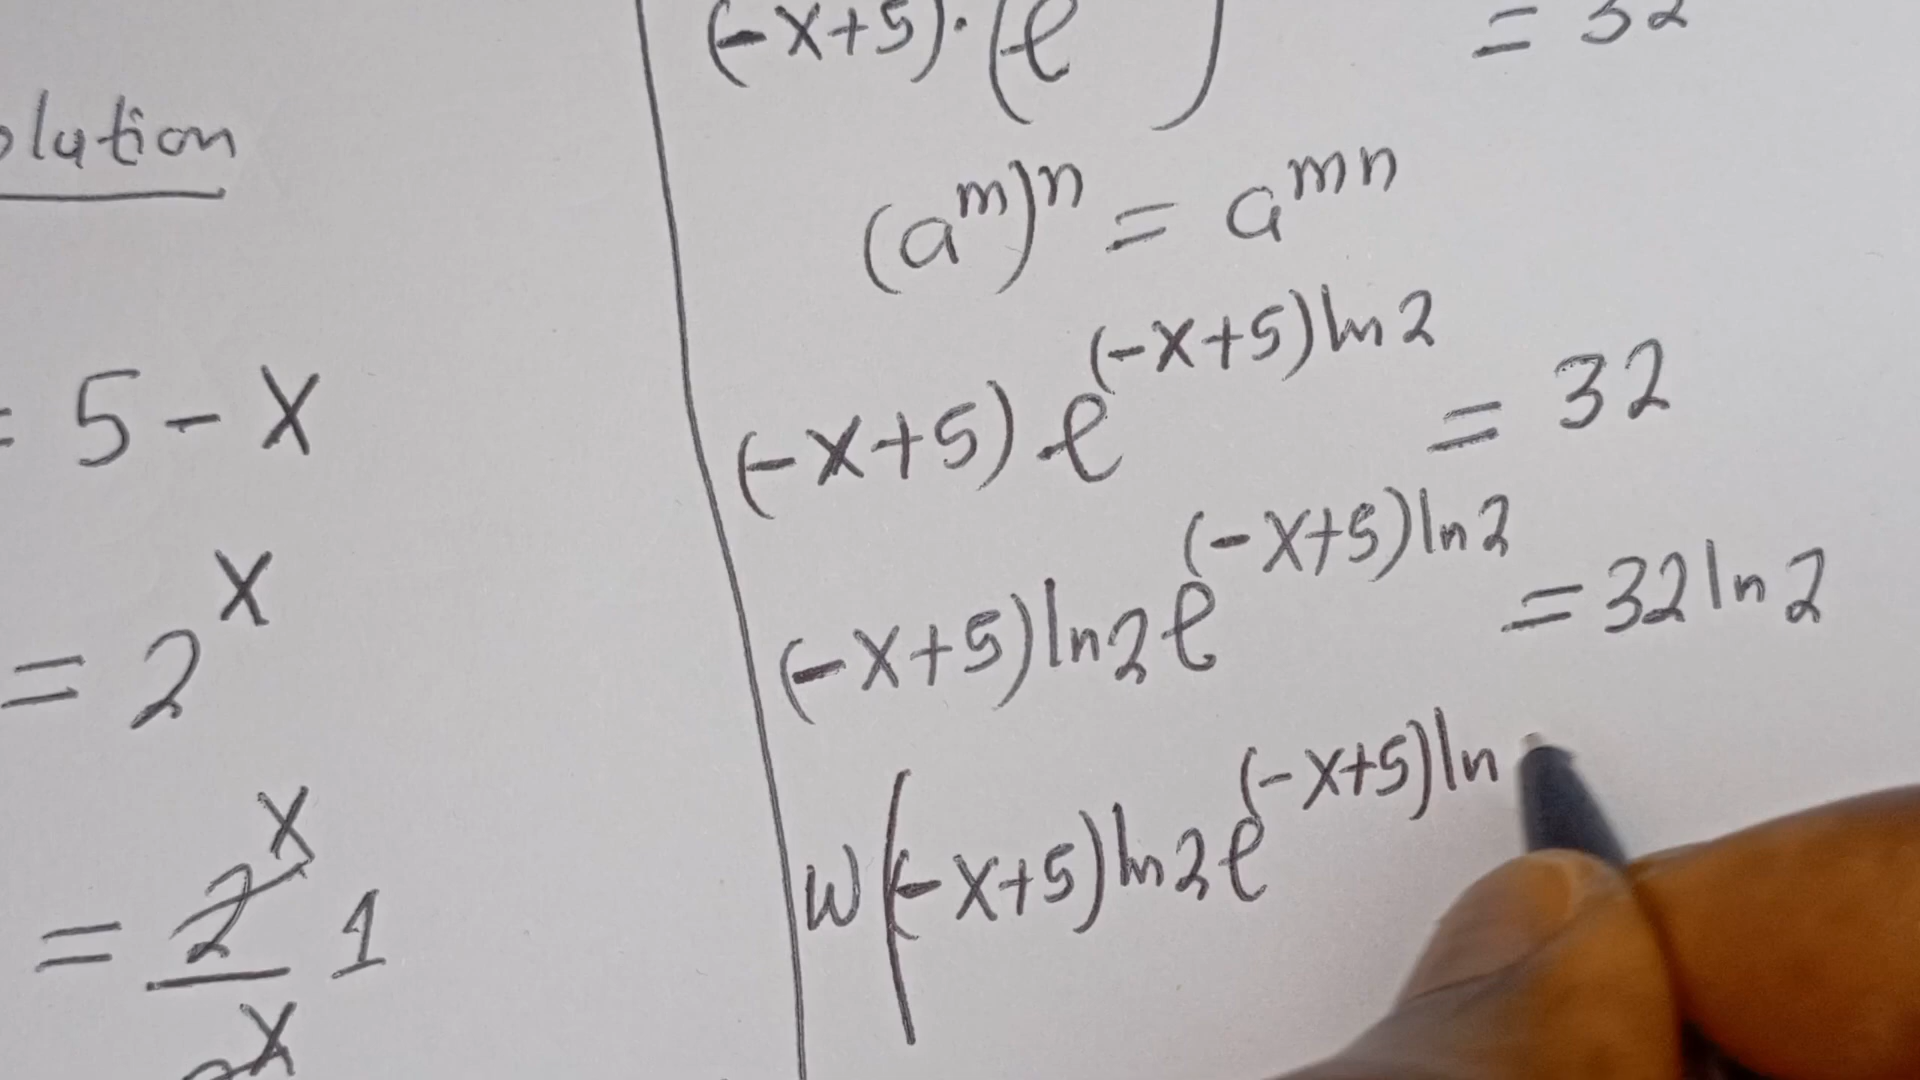 olution
= 5 - x
= 2^x
= 2^x 1
x
(-x+5)·(e ) = 32
(a^m)^n = a^mn
(-x+5) e^(-x+5)ln2 = 32
(-x+5)ln2 e^(-x+5)ln2 = 32ln2
W((-x+5)ln2 e^(-x+5)ln